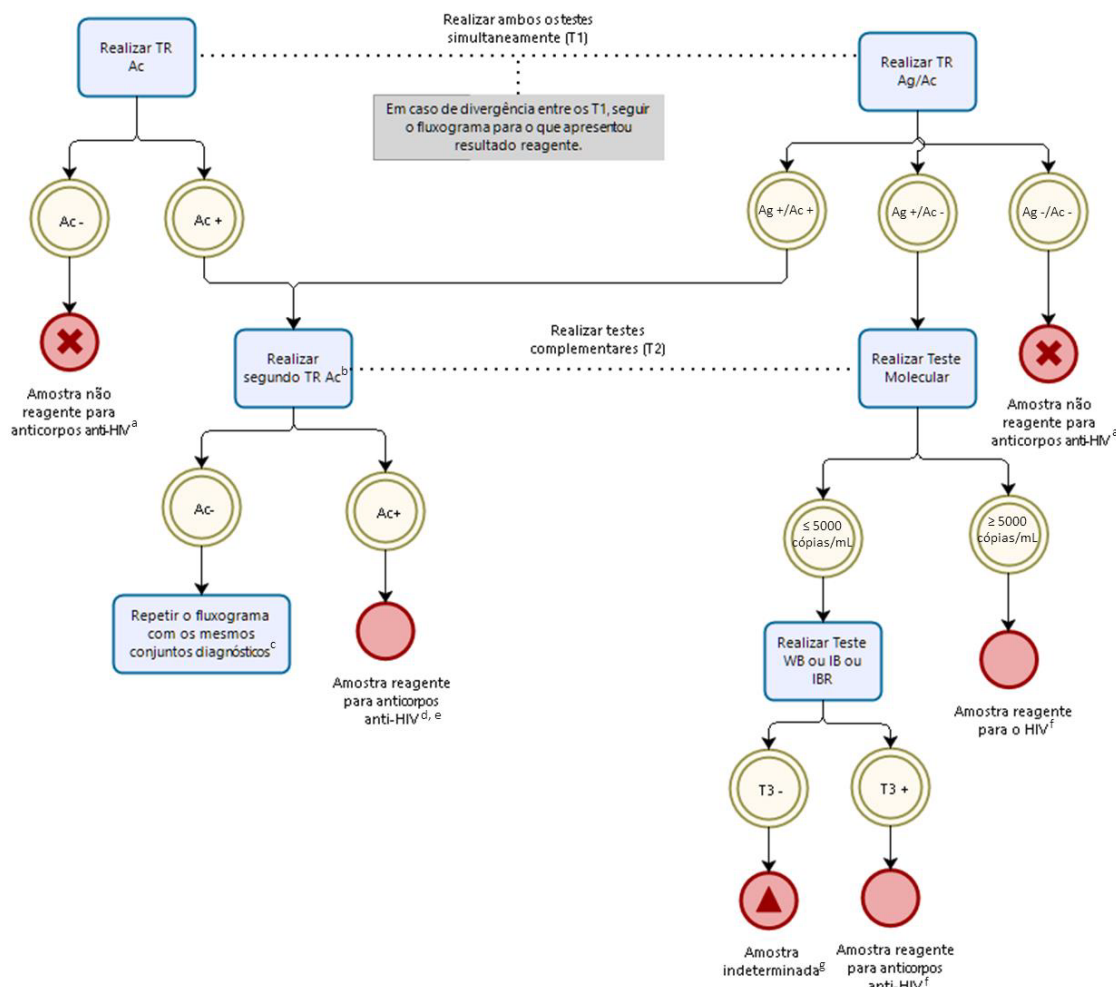 Realizar ambos os testes
simultaneamente (T1)
Realizar TR
Ac
Realizar TR
Ag/Ac
Em caso de divergência entre os T1, seguir
o fluxograma para o que apresentou
resultado reagente.
Ac -
Ac +
Ag +/Ac +
Ag +/Ac -
Ag -/Ac -
Amostra não
reagente para
anticorpos anti-HIV a
Realizar
segundo TR Ac b
Realizar testes
complementares (T2)
Realizar Teste
Molecular
Amostra não
reagente para
anticorpos anti-HIV a
Ac-
Ac+
≤ 5000
cópias/mL
≥ 5000
cópias/mL
Repetir o fluxograma
com os mesmos
conjuntos diagnósticos c
Amostra reagente
para anticorpos
anti-HIV d, e
Realizar Teste
WB ou IB ou
IBR
Amostra reagente
para o HIV f
T3 -
T3 +
Amostra
indeterminada g
Amostra reagente
para anticorpos
anti-HIV f